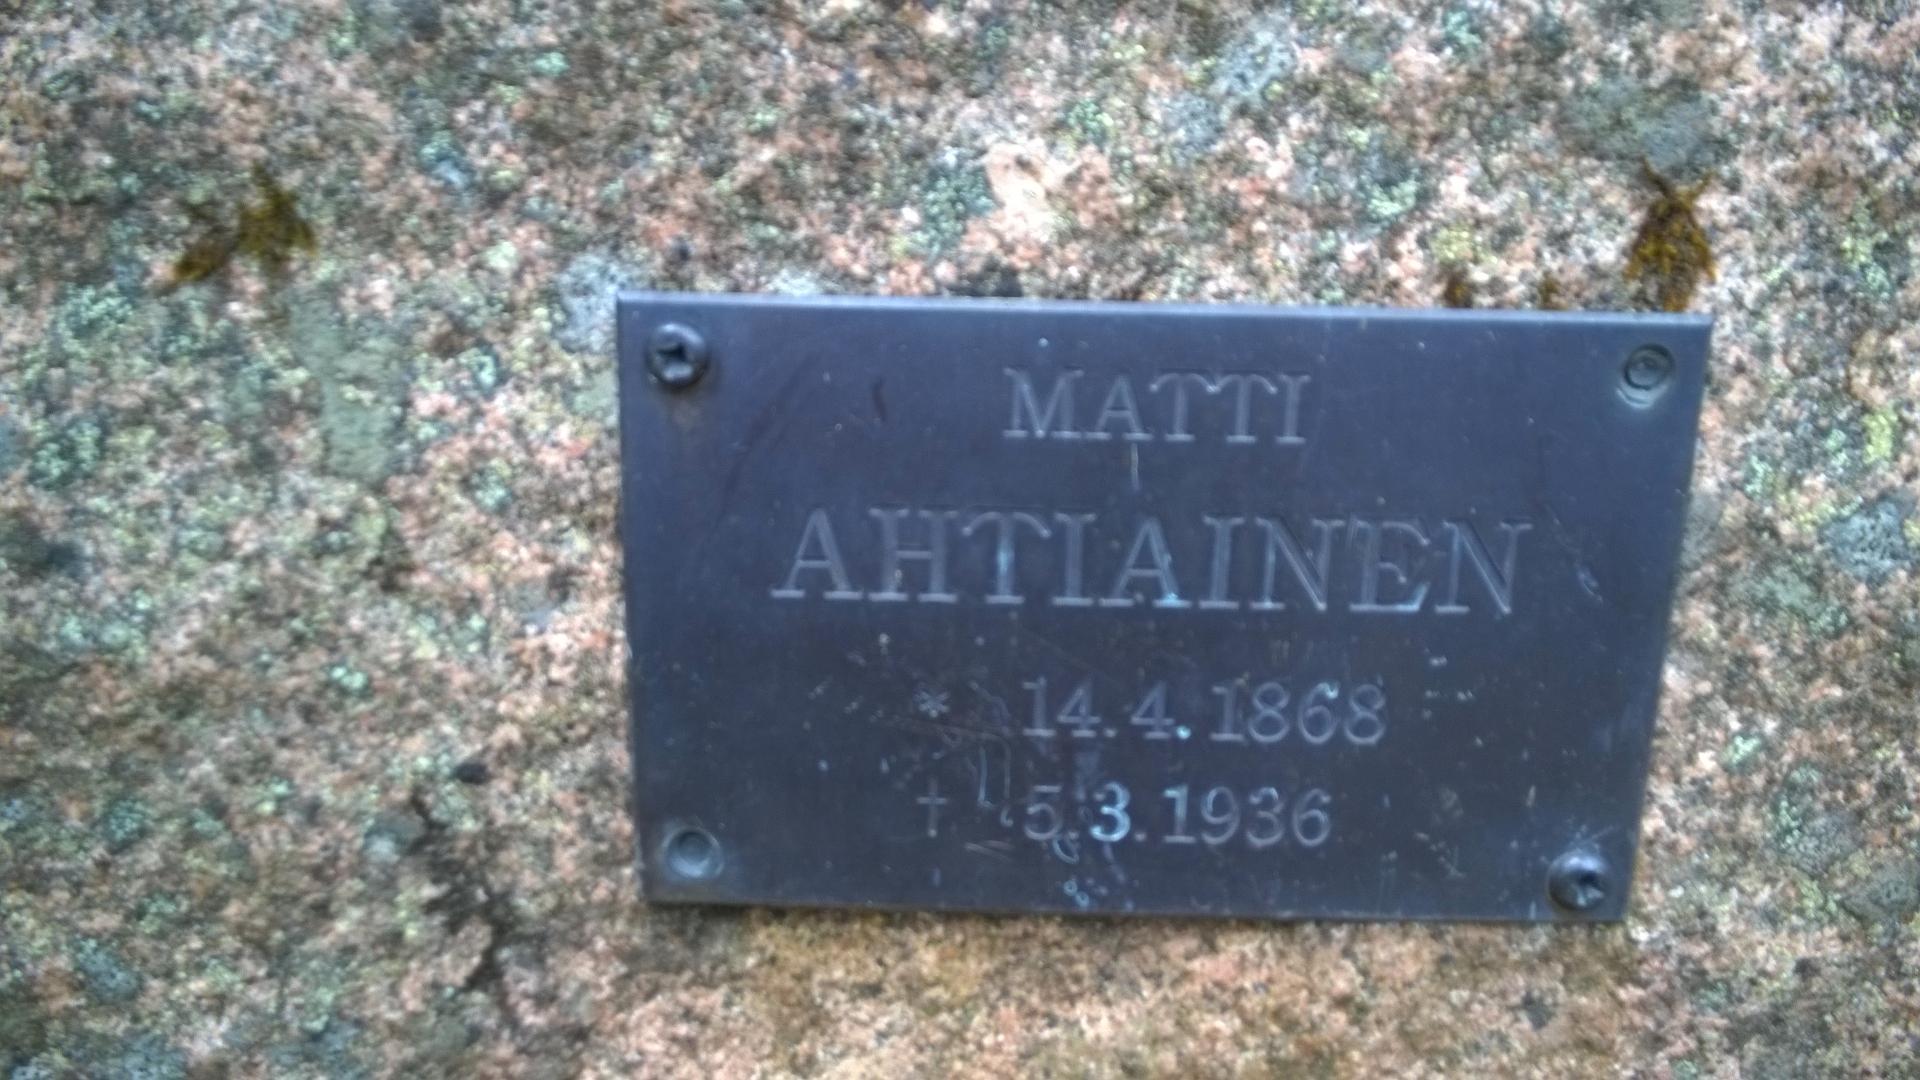 MATTI
AHTIAINEN
* 14.4.1868
† 5.3.1936